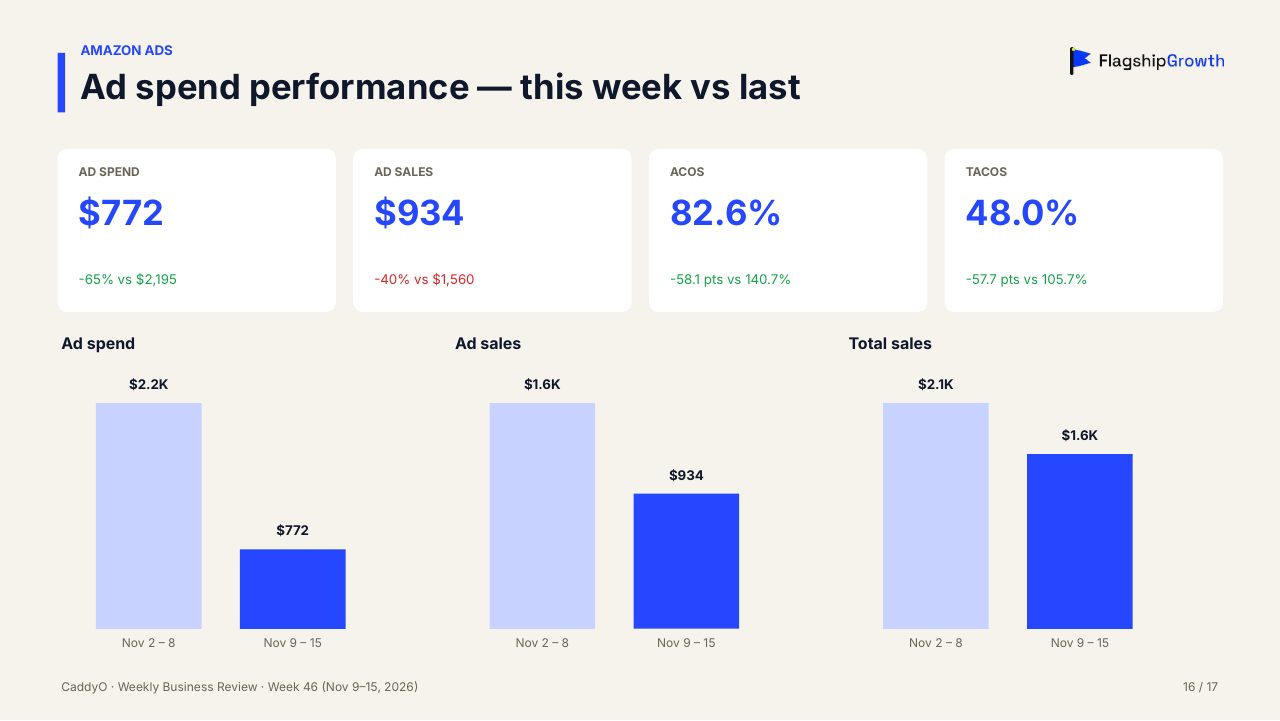 AMAZON ADS
Ad spend performance — this week vs last
FlagshipGrowth
AD SPEND
$772
-65% vs $2,195
AD SALES
$934
-40% vs $1,560
ACOS
82.6%
-58.1 pts vs 140.7%
TACOS
48.0%
-57.7 pts vs 105.7%
Ad spend
$2.2K
$772
Nov 2 – 8
Nov 9 – 15
Ad sales
$1.6K
$934
Nov 2 – 8
Nov 9 – 15
Total sales
$2.1K
$1.6K
Nov 2 – 8
Nov 9 – 15
CaddyO · Weekly Business Review · Week 46 (Nov 9–15, 2026)
16 / 17